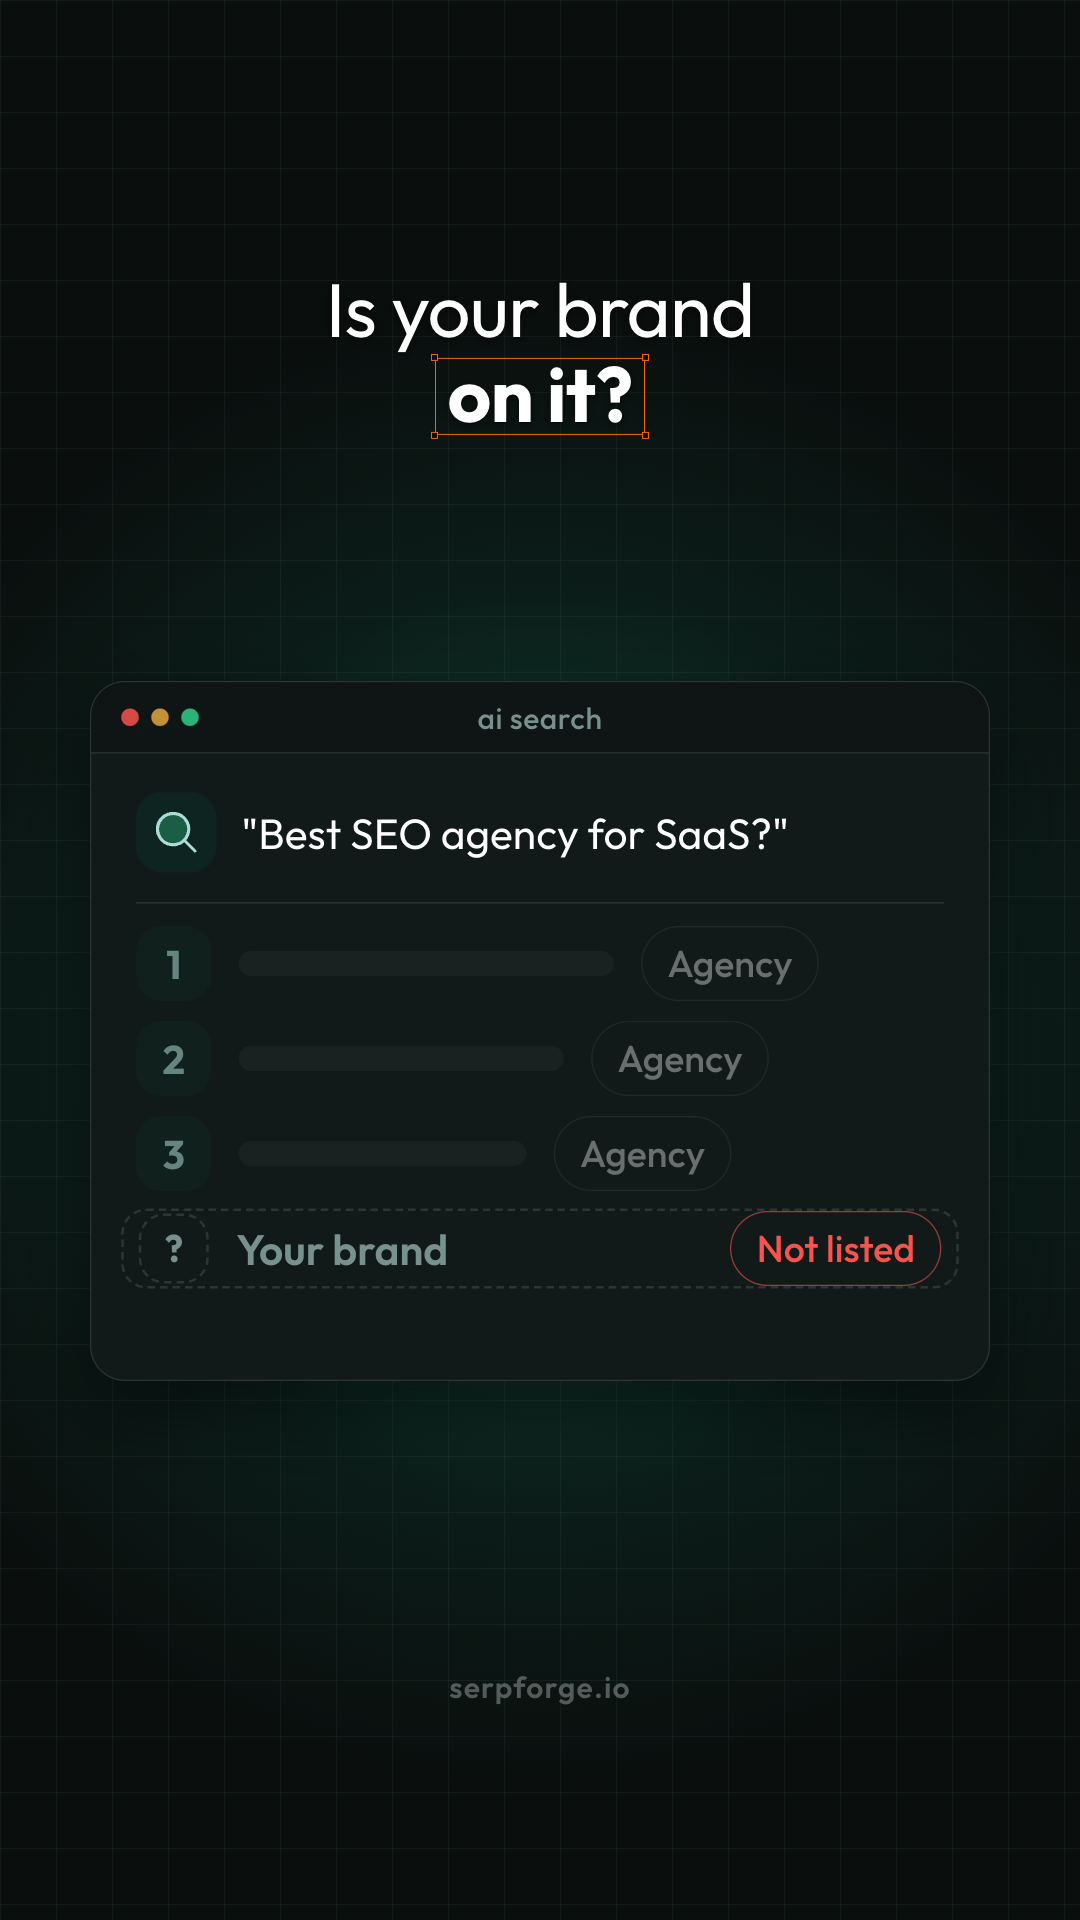 Is your brand
on it?
ai search
"Best SEO agency for SaaS?"
1 Agency
2 Agency
3 Agency
? Your brand Not listed
serpforge.io